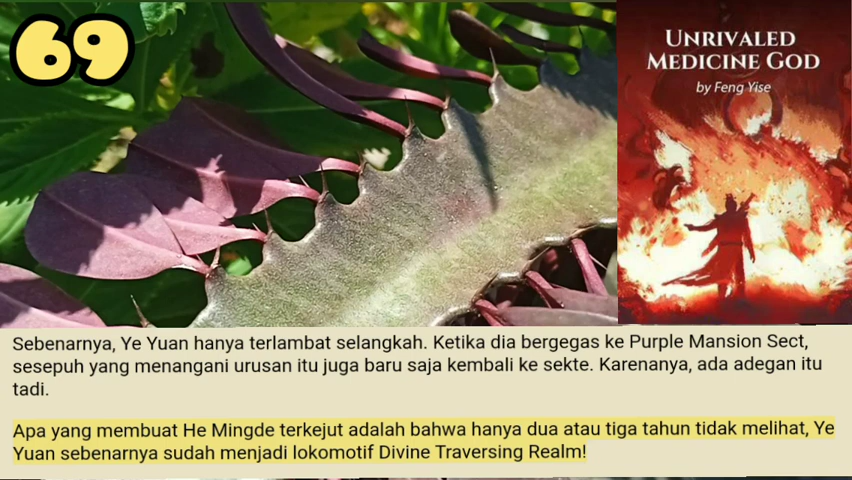 69
UNRIVALED
MEDICINE GOD
by Feng Yise
Sebenarnya, Ye Yuan hanya terlambat selangkah. Ketika dia bergegas ke Purple Mansion Sect,
sesepuh yang menangani urusan itu juga baru saja kembali ke sekte. Karenanya, ada adegan itu
tadi.
Apa yang membuat He Mingde terkejut adalah bahwa hanya dua atau tiga tahun tidak melihat, Ye
Yuan sebenarnya sudah menjadi lokomotif Divine Traversing Realm!